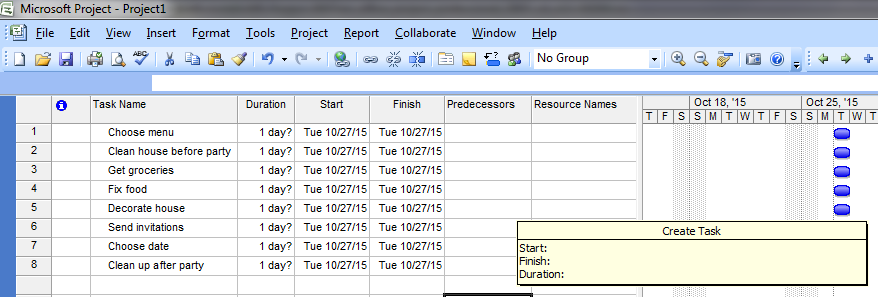 Microsoft Project - Project1
File Edit View Insert Format Tools Project Report Collaborate Window Help
ABC No Group
Task Name Duration Start Finish Predecessors Resource Names Oct 18, '15 Oct 25, '15
T F S S M T W T F S S M T W T
1 Choose menu 1 day? Tue 10/27/15 Tue 10/27/15
2 Clean house before party 1 day? Tue 10/27/15 Tue 10/27/15
3 Get groceries 1 day? Tue 10/27/15 Tue 10/27/15
4 Fix food 1 day? Tue 10/27/15 Tue 10/27/15
5 Decorate house 1 day? Tue 10/27/15 Tue 10/27/15
6 Send invitations 1 day? Tue 10/27/15 Tue 10/27/15
7 Choose date 1 day? Tue 10/27/15 Tue 10/27/15
8 Clean up after party 1 day? Tue 10/27/15 Tue 10/27/15
Create Task
Start:
Finish:
Duration: